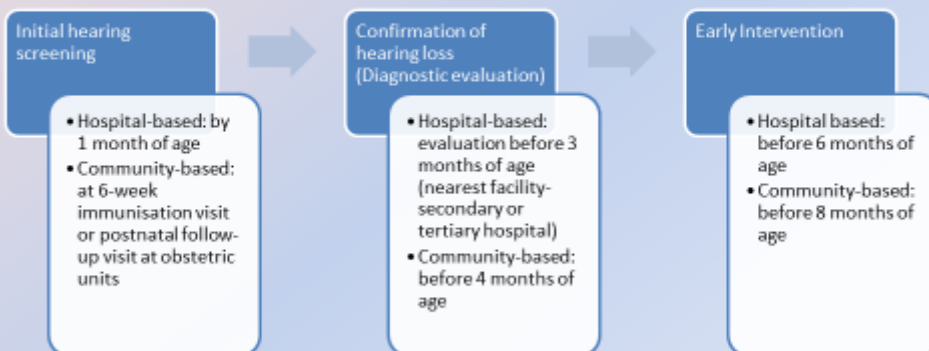 Initial hearing
screening
• Hospital-based: by
1 month of age
• Community-based:
at 6-week
immunisation visit
or postnatal follow-
up visit at obstetric
units
Confirmation of
hearing loss
(Diagnostic evaluation)
• Hospital-based:
evaluation before 3
months of age
(nearest facility-
secondary or
tertiary hospital)
• Community-based:
before 4 months of
age
Early Intervention
• Hospital based:
before 6 months of
age
• Community-based:
before 8 months of
age